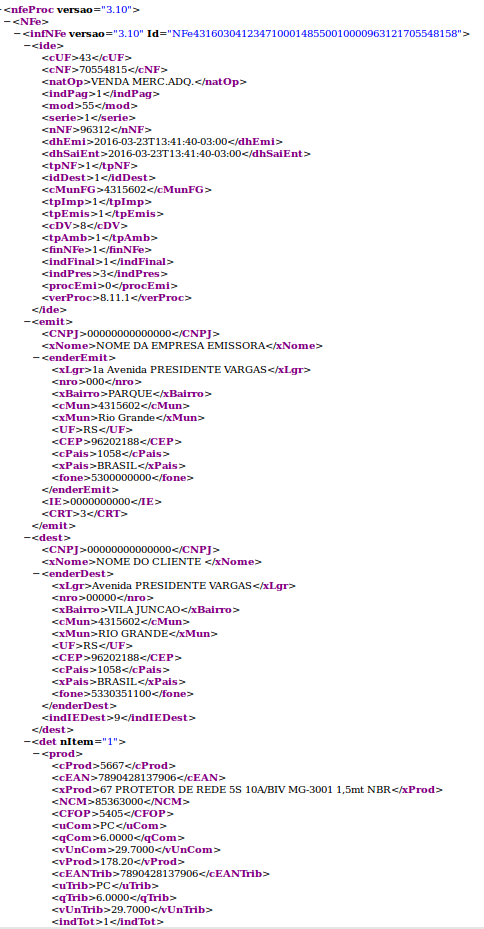 −<nfeProc versao="3.10">
−<NFe>
−<infNFe versao="3.10" Id="NFe43160304123471000148550010000963121705548158">
−<ide>
<cUF>43</cUF>
<cNF>70554815</cNF>
<natOp>VENDA MERC.ADQ.</natOp>
<indPag>1</indPag>
<mod>55</mod>
<serie>1</serie>
<nNF>96312</nNF>
<dhEmi>2016-03-23T13:41:40-03:00</dhEmi>
<dhSaiEnt>2016-03-23T13:41:40-03:00</dhSaiEnt>
<tpNF>1</tpNF>
<idDest>1</idDest>
<cMunFG>4315602</cMunFG>
<tpImp>1</tpImp>
<tpEmis>1</tpEmis>
<cDV>8</cDV>
<tpAmb>1</tpAmb>
<finNFe>1</finNFe>
<indFinal>1</indFinal>
<indPres>3</indPres>
<procEmi>0</procEmi>
<verProc>8.11.1</verProc>
</ide>
−<emit>
<CNPJ>00000000000000</CNPJ>
<xNome>NOME DA EMPRESA EMISSORA</xNome>
−<enderEmit>
<xLgr>1a Avenida PRESIDENTE VARGAS</xLgr>
<nro>000</nro>
<xBairro>PARQUE</xBairro>
<cMun>4315602</cMun>
<xMun>Rio Grande</xMun>
<UF>RS</UF>
<CEP>96202188</CEP>
<cPais>1058</cPais>
<xPais>BRASIL</xPais>
<fone>5300000000</fone>
</enderEmit>
<IE>0000000000</IE>
<CRT>3</CRT>
</emit>
−<dest>
<CNPJ>00000000000000</CNPJ>
<xNome>NOME DO CLIENTE </xNome>
−<enderDest>
<xLgr>Avenida PRESIDENTE VARGAS</xLgr>
<nro>00000</nro>
<xBairro>VILA JUNCAO</xBairro>
<cMun>4315602</cMun>
<xMun>RIO GRANDE</xMun>
<UF>RS</UF>
<CEP>96202188</CEP>
<cPais>1058</cPais>
<xPais>BRASIL</xPais>
<fone>5330351100</fone>
</enderDest>
<indIEDest>9</indIEDest>
</dest>
−<det nItem="1">
−<prod>
<cProd>5667</cProd>
<cEAN>7890428137906</cEAN>
<xProd>67 PROTETOR DE REDE 5S 10A/BIV MG-3001 1,5mt NBR</xProd>
<NCM>85363000</NCM>
<CFOP>5405</CFOP>
<uCom>PC</uCom>
<qCom>6.0000</qCom>
<vUnCom>29.7000</vUnCom>
<vProd>178.20</vProd>
<cEANTrib>7890428137906</cEANTrib>
<uTrib>PC</uTrib>
<qTrib>6.0000</qTrib>
<vUnTrib>29.7000</vUnTrib>
<indTot>1</indTot>